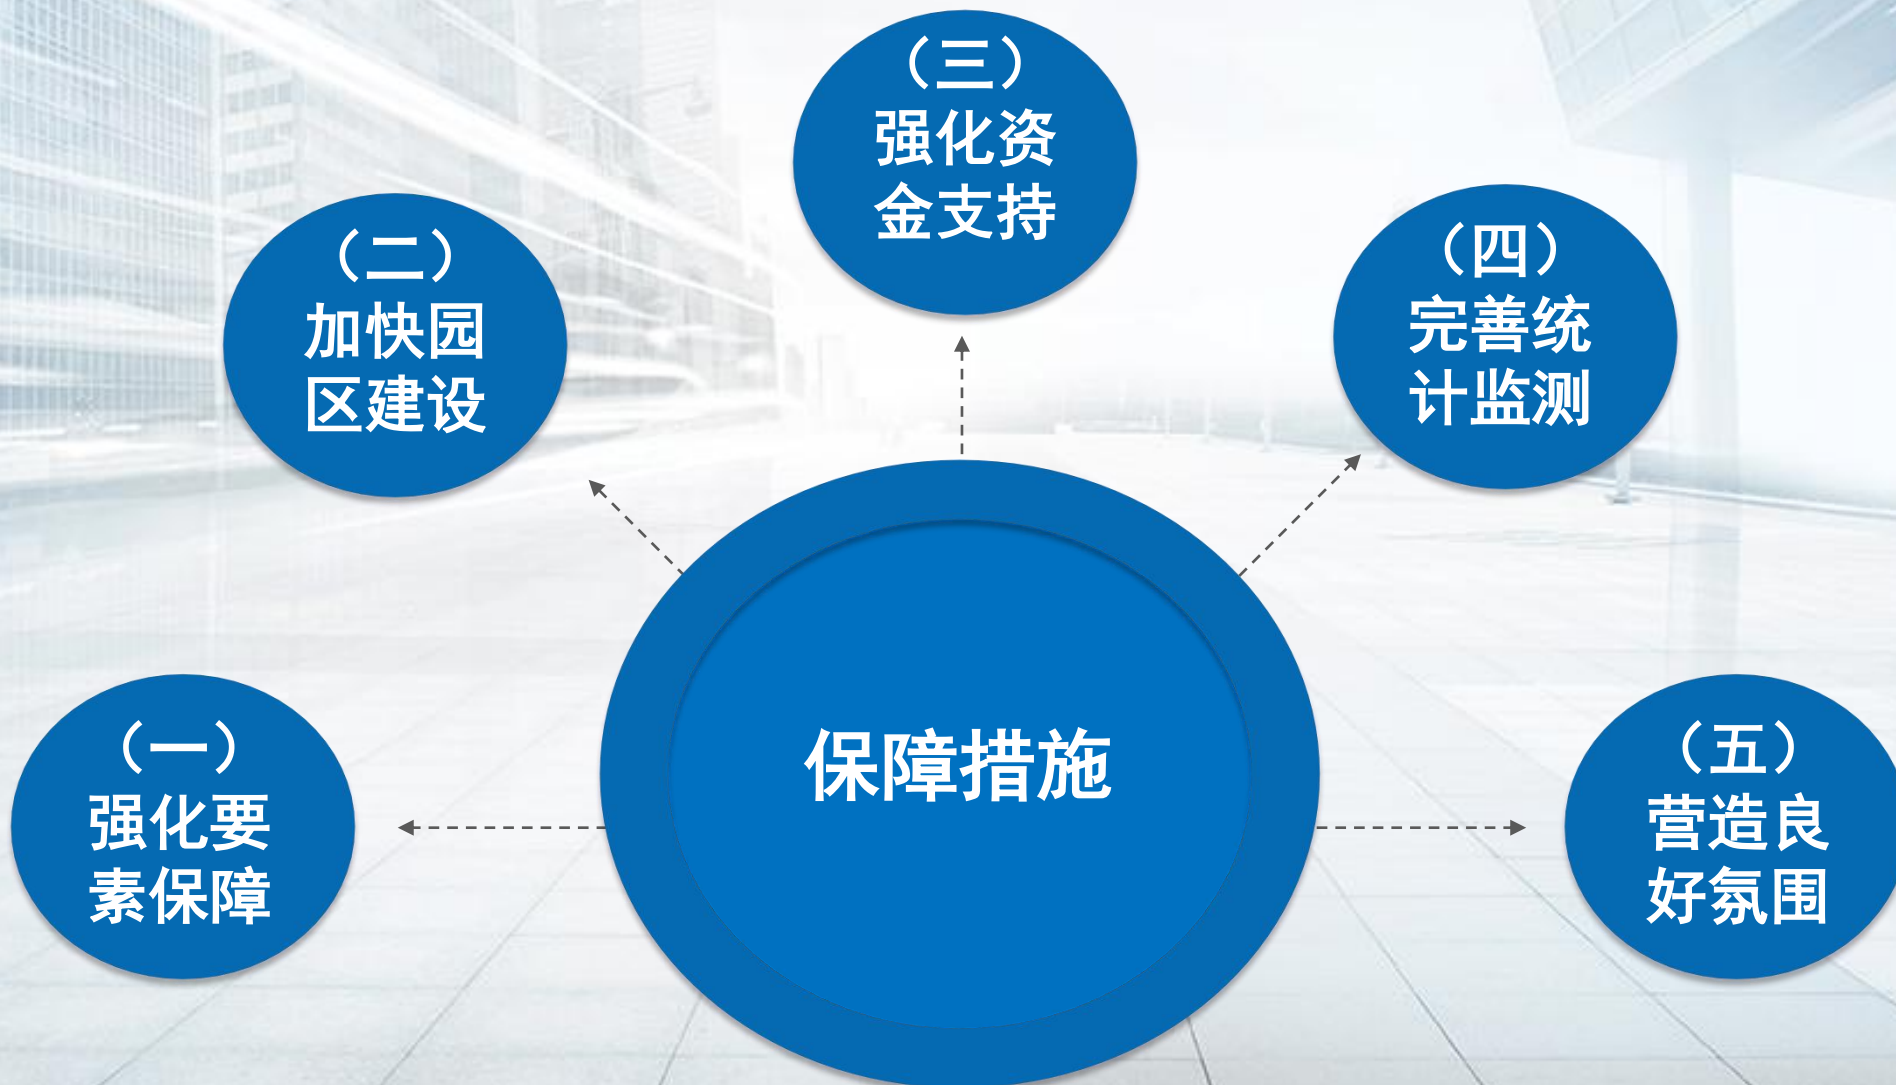 （三）
强化资
金支持
（二）
加快园
区建设
（四）
完善统
计监测
（一）
强化要
素保障
保障措施
（五）
营造良
好氛围